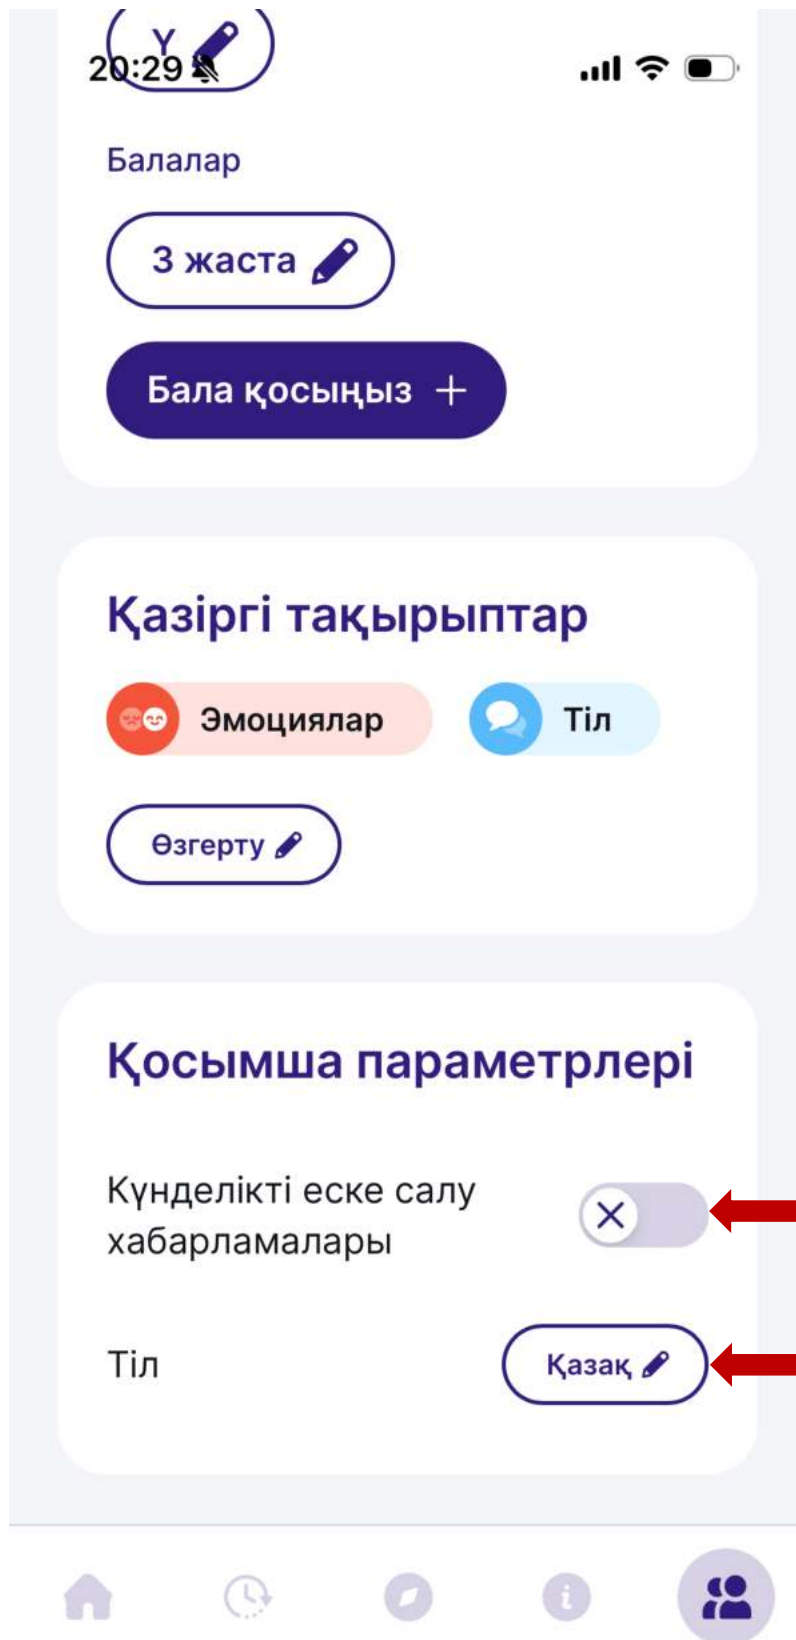 Y
20:29
Балалар
3 жаста
Бала қосыңыз +
Қазіргі тақырыптар
Эмоциялар
Тіл
Өзгерту
Қосымша параметрлері
Күнделікті еске салу
хабарламалары
Тіл
Қазақ